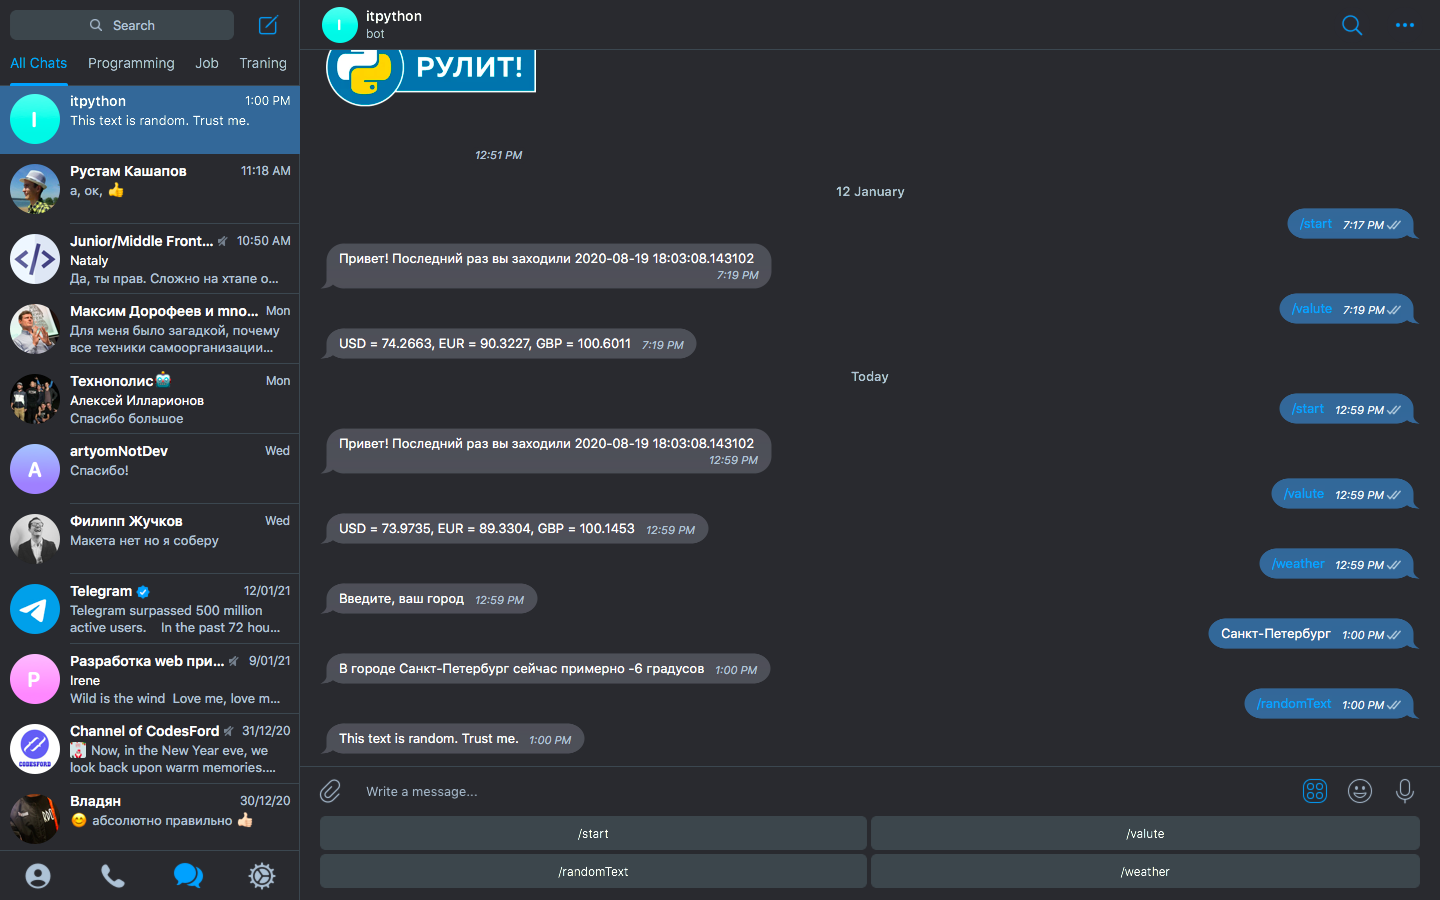 Search
All Chats Programming Job Traning
itpython 1:00 PM
This text is random. Trust me.
Рустам Кашапов 11:18 AM
а, ок, 👍
Junior/Middle Front... 10:50 AM
Nataly
Да, ты прав. Сложно на хтапе о...
Максим Дорофеев и mno... Mon
Для меня было загадкой, почему
все техники самоорганизации...
Технополис Mon
Алексей Илларионов
Спасибо большое
A
artyomNotDev Wed
Спасибо!
Филипп Жучков Wed
Макета нет но я соберу
Telegram 12/01/21
Telegram surpassed 500 million
active users. In the past 72 hou...
Р
Разработка web при... 9/01/21
Irene
Wild is the wind Love me, love m...
CODESFORD
Channel of CodesFord 31/12/20
Now, in the New Year eve, we
look back upon warm memories....
Владян 30/12/20
😊 абсолютно правильно 👍🏻
I
itpython
bot
РУЛИТ!
12:51 PM
12 January
/start 7:17 PM
Привет! Последний раз вы заходили 2020-08-19 18:03:08.143102
7:19 PM
/valute 7:19 PM
USD = 74.2663, EUR = 90.3227, GBP = 100.6011 7:19 PM
Today
/start 12:59 PM
Привет! Последний раз вы заходили 2020-08-19 18:03:08.143102
12:59 PM
/valute 12:59 PM
USD = 73.9735, EUR = 89.3304, GBP = 100.1453 12:59 PM
/weather 12:59 PM
Введите, ваш город 12:59 PM
Санкт-Петербург 1:00 PM
В городе Санкт-Петербург сейчас примерно -6 градусов 1:00 PM
/randomText 1:00 PM
This text is random. Trust me. 1:00 PM
Write a message...
/start /valute
/randomText /weather